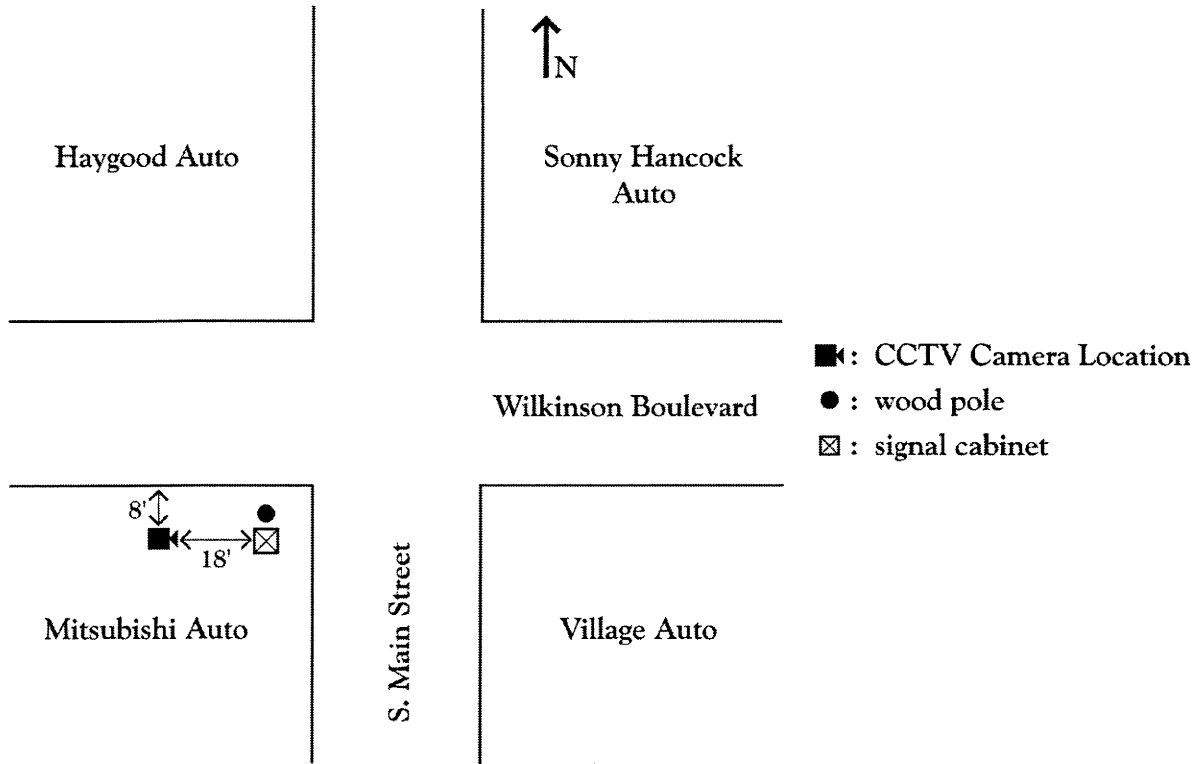 N
Haygood Auto
Sonny Hancock
Auto
: CCTV Camera Location
Wilkinson Boulevard
: wood pole
: signal cabinet
8'
18'
Mitsubishi Auto
S. Main Street
Village Auto